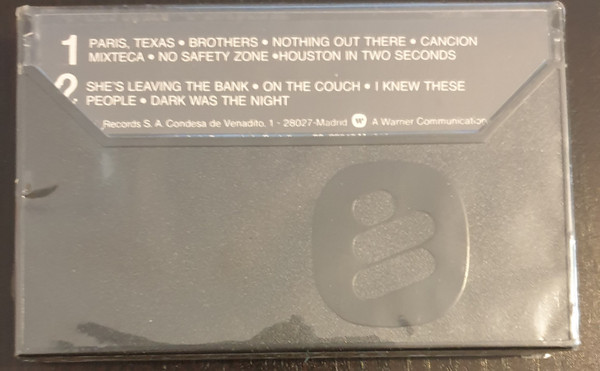 1 PARIS, TEXAS • BROTHERS • NOTHING OUT THERE • CANCION
MIXTECA • NO SAFETY ZONE •HOUSTON IN TWO SECONDS
2 SHE'S LEAVING THE BANK • ON THE COUCH • I KNEW THESE
PEOPLE • DARK WAS THE NIGHT
Records S. A. Condesa de Venadito, 1 - 28027-Madrid A Warner Communication